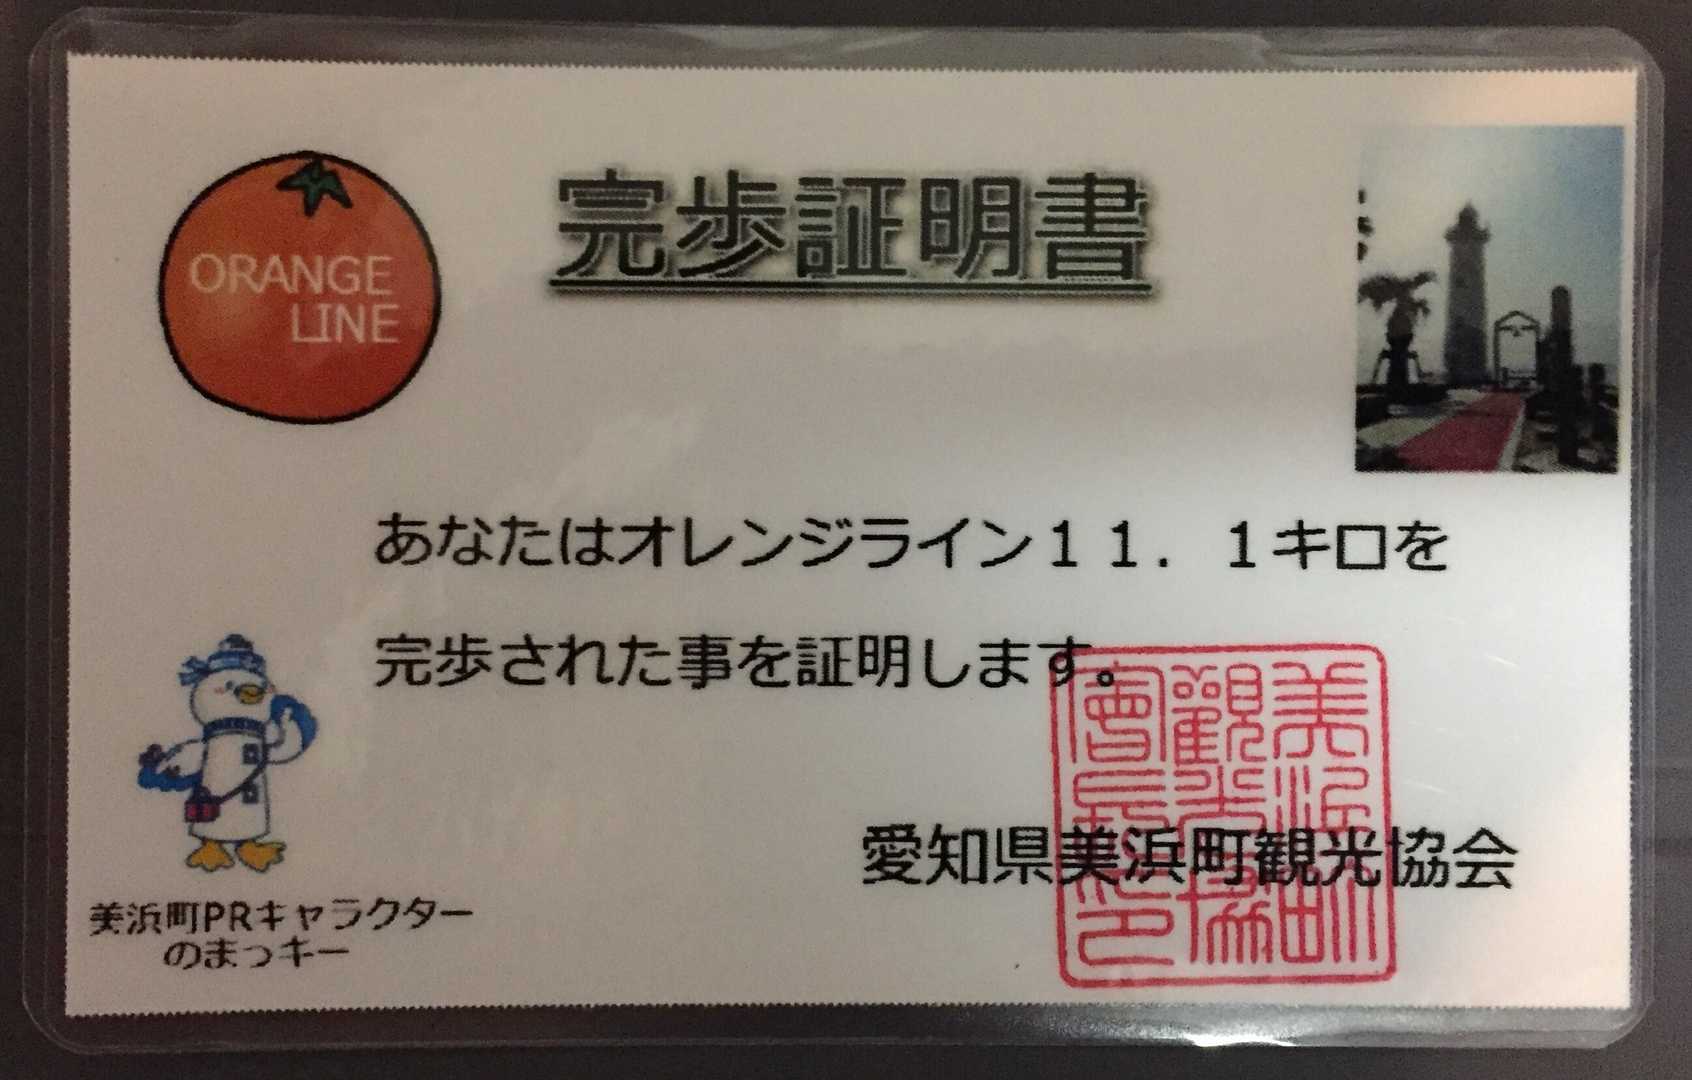 完歩証明書
ORANGE
LINE
あなたはオレンジライン１１．１キロを
完歩された事を証明します。
愛知県美浜町観光協会
美浜町観光協會長之印
美浜町PRキャラクター
のまっキー